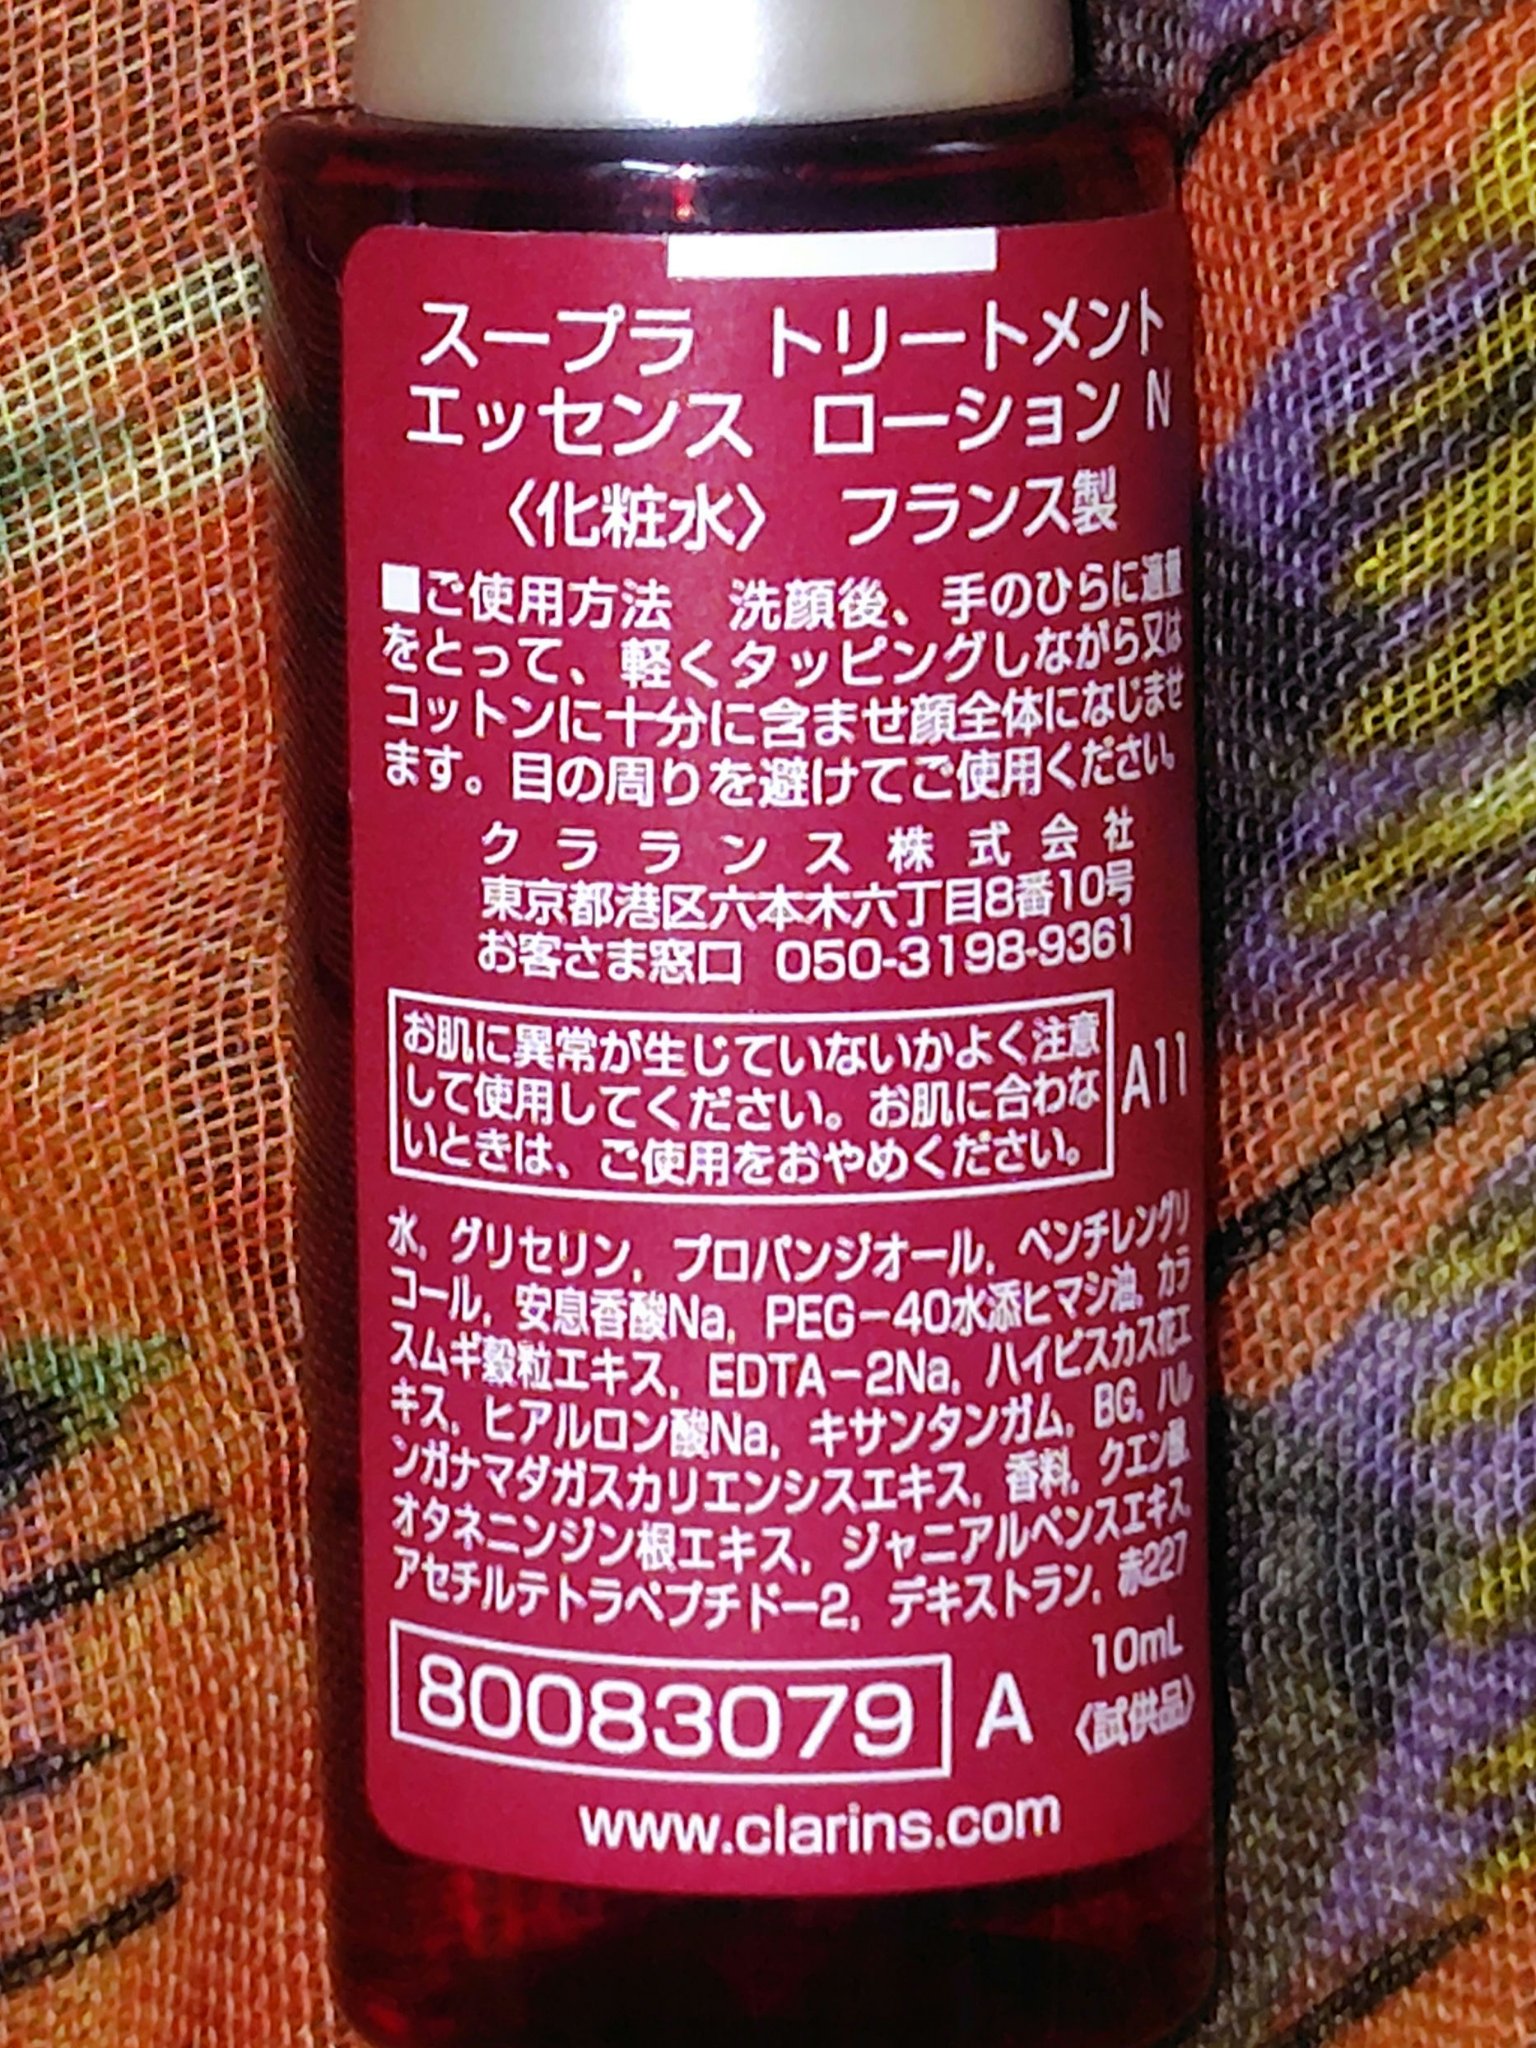 スープラ トリートメント
エッセンス ローション N
〈化粧水〉 フランス製
■ご使用方法 洗顔後、手のひらに適量
をとって、軽くタッピングしながら又は
コットンに十分に含ませ顔全体になじませ
ます。目の周りを避けてご使用ください。
クラランス株式会社
東京都港区六本木六丁目8番10号
お客さま窓口 050-3198-9361
お肌に異常が生じていないかよく注意
して使用してください。お肌に合わな
いときは、ご使用をおやめください。
A11
水, グリセリン, プロパンジオール, ペンチレングリ
コール, 安息香酸Na, PEG-40水添ヒマシ油, カラ
スムギ穀粒エキス, EDTA-2Na, ハイビスカス花エ
キス, ヒアルロン酸Na, キサンタンガム, BG, ハル
ンガナマダガスカリエンシスエキス, 香料, クエン酸,
オタネニンジン根エキス, ジャニアルベンスエキス,
アセチルテトラペプチド-2, デキストラン, 赤227
80083079 A
10mL
〈試供品〉
www.clarins.com